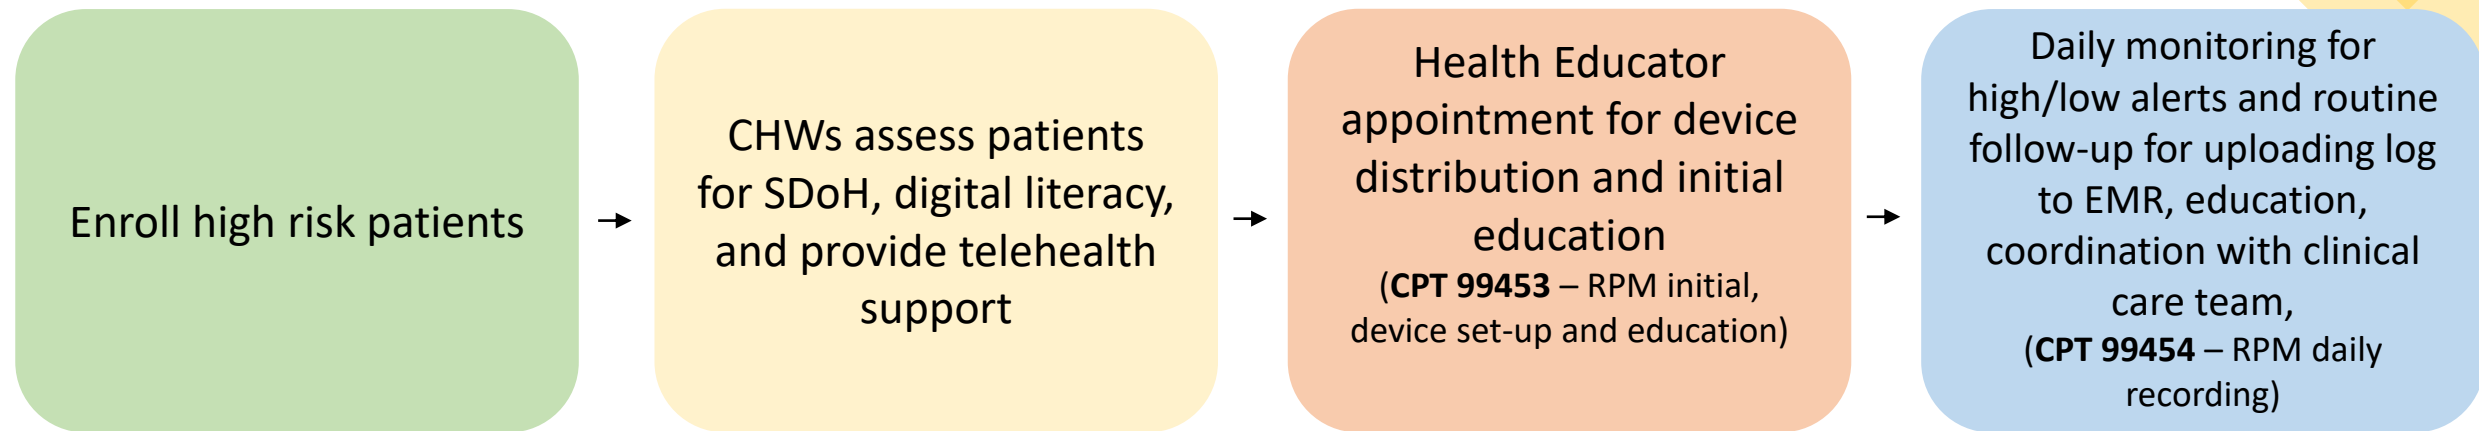 Enroll high risk patients
CHWs assess patients
for SDoH, digital literacy,
and provide telehealth
support
Health Educator
appointment for device
distribution and initial
education
(CPT 99453 – RPM initial,
device set-up and education)
Daily monitoring for
high/low alerts and routine
follow-up for uploading log
to EMR, education,
coordination with clinical
care team,
(CPT 99454 – RPM daily
recording)